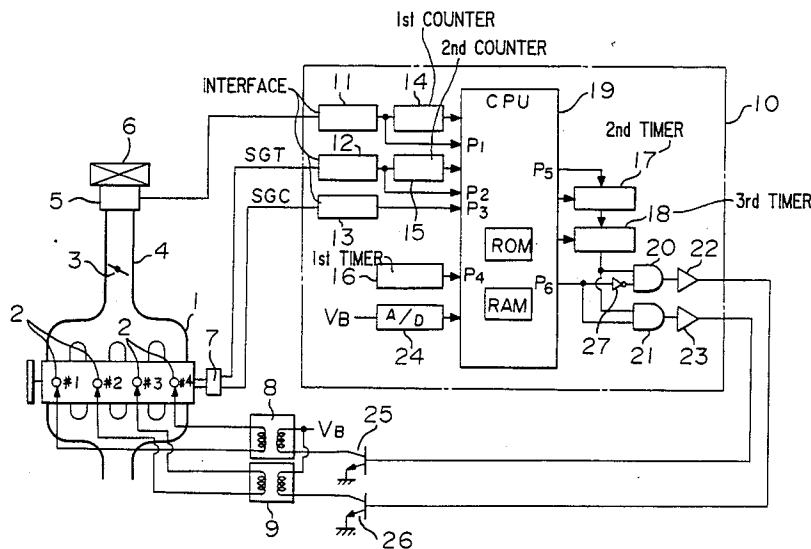 1st COUNTER
2nd COUNTER
INTERFACE
11
14
CPU
19
10
6
12
2nd TIMER
P1
P5
17
5
SGT
P2
3rd TIMER
SGC
P3
18
13
15
4
3
ROM
20
22
1st TIMER
16
P4
P6
1
RAM
VB
A/D
27
2
2
24
21
23
7
#1
#2
#3
#4
8
VB
25
9
26